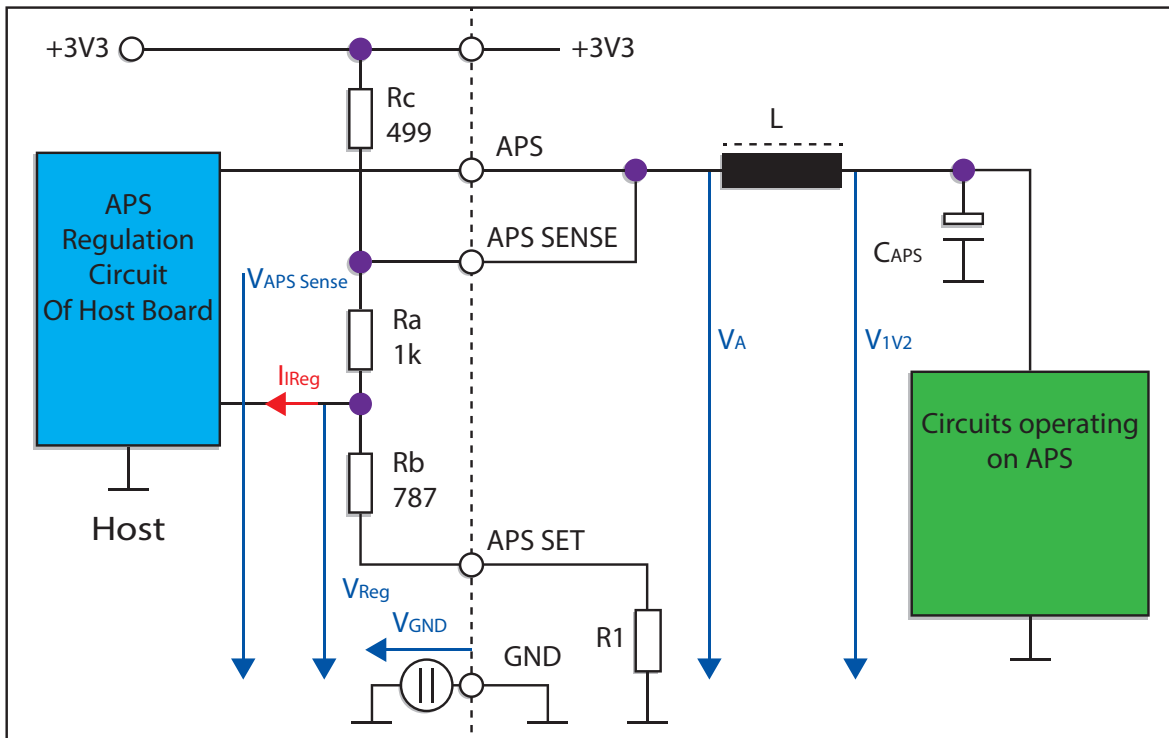 +3V3
+3V3
Rc
499
APS
L
APS
Regulation
Circuit
Of Host Board
APS SENSE
VAPS Sense
CAPS
Ra
1k
VA
V1V2
IIReg
Circuits operating
on APS
Rb
787
Host
APS SET
VReg
VGND
R1
GND